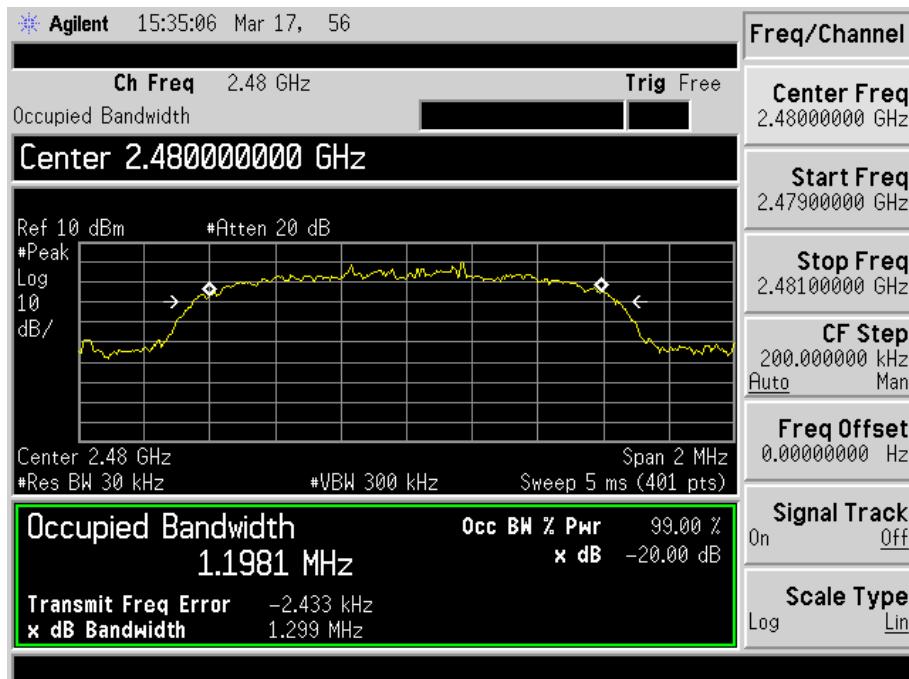 Agilent 15:35:06 Mar 17, 56
Freq/Channel
Ch Freq 2.48 GHz Trig Free
Occupied Bandwidth
Center 2.480000000 GHz
Ref 10 dBm #Atten 20 dB
#Peak
Log
10
dB/
Center 2.48 GHz Span 2 MHz
#Res BW 30 kHz #VBW 300 kHz Sweep 5 ms (401 pts)
Occupied Bandwidth
1.1981 MHz
Occ BW % Pwr 99.00 %
x dB -20.00 dB
Transmit Freq Error -2.433 kHz
x dB Bandwidth 1.299 MHz
Center Freq
2.48000000 GHz
Start Freq
2.47900000 GHz
Stop Freq
2.48100000 GHz
CF Step
200.000000 kHz
Auto Man
Freq Offset
0.00000000 Hz
Signal Track
On Off
Scale Type
Log Lin